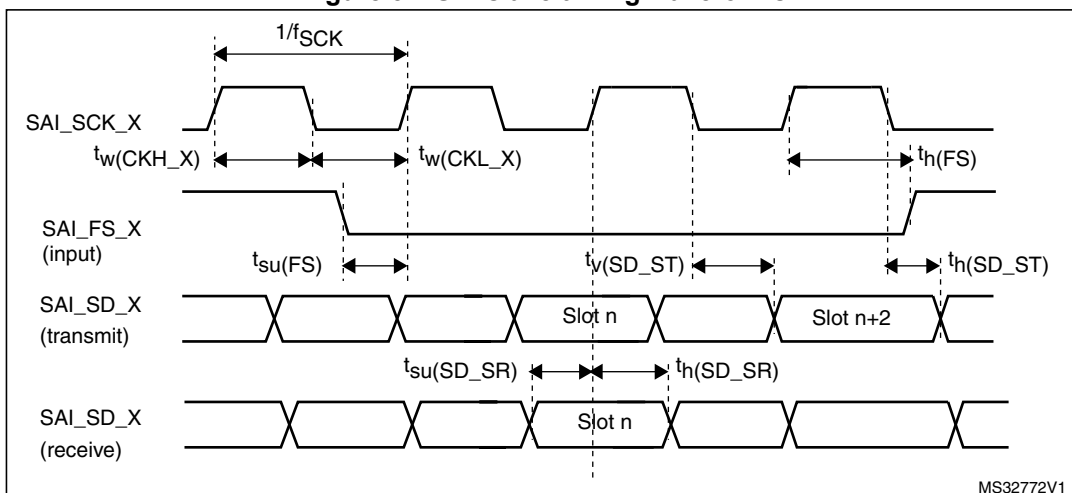 1/fSCK
SAI_SCK_X
tw(CKH_X)
tw(CKL_X)
th(FS)
SAI_FS_X
(input)
tsu(FS)
tv(SD_ST)
th(SD_ST)
SAI_SD_X
(transmit)
Slot n
Slot n+2
tsu(SD_SR)
th(SD_SR)
SAI_SD_X
(receive)
Slot n
MS32772V1